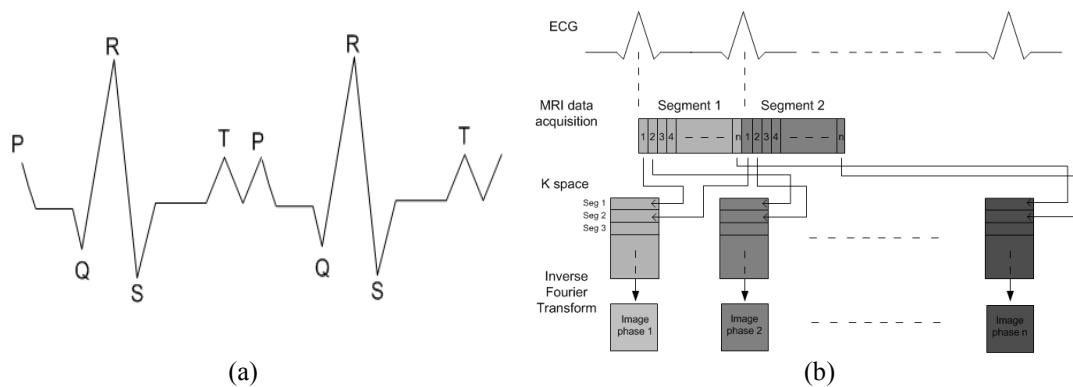 R R
P T P T
Q Q
S S
(a)
ECG
Segment 1 Segment 2
MRI data
acquisition
1 2 3 4 n 1 2 3 4 n
K space
Seg 1
Seg 2
Seg 3
Inverse
Fourier
Transform
Image
phase 1
Image
phase 2
Image
phase n
(b)